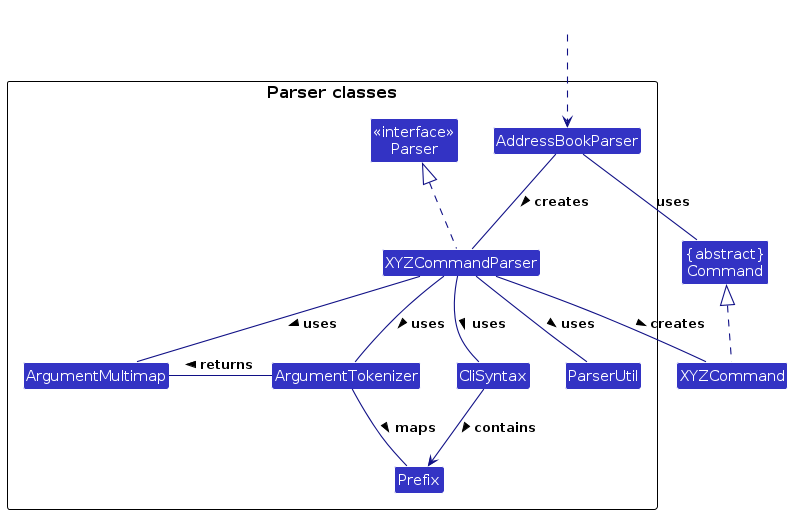 Parser classes
«interface»
Parser
AddressBookParser
creates
uses
XYZCommandParser
{abstract}
Command
uses
uses
uses
uses
creates
returns
ArgumentMultimap
ArgumentTokenizer
CliSyntax
ParserUtil
XYZCommand
maps
contains
Prefix